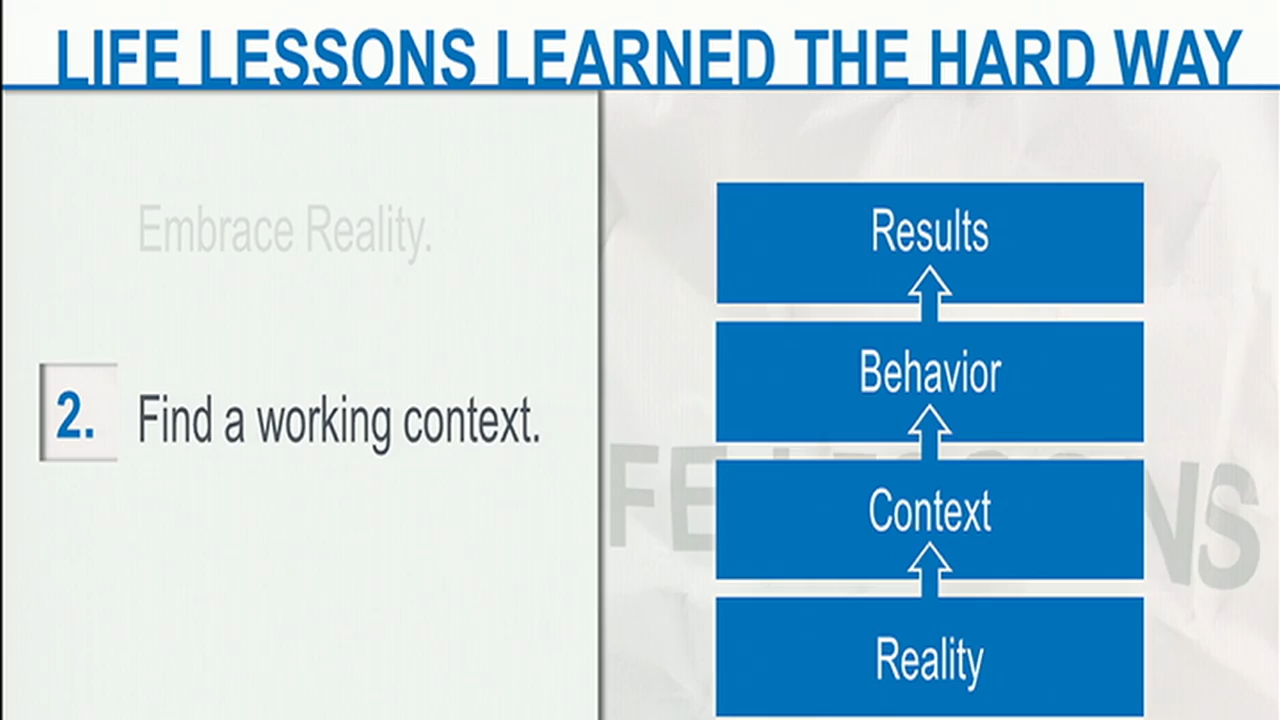 LIFE LESSONS LEARNED THE HARD WAY
Embrace Reality.
2. Find a working context.
Results
Behavior
Context
Reality